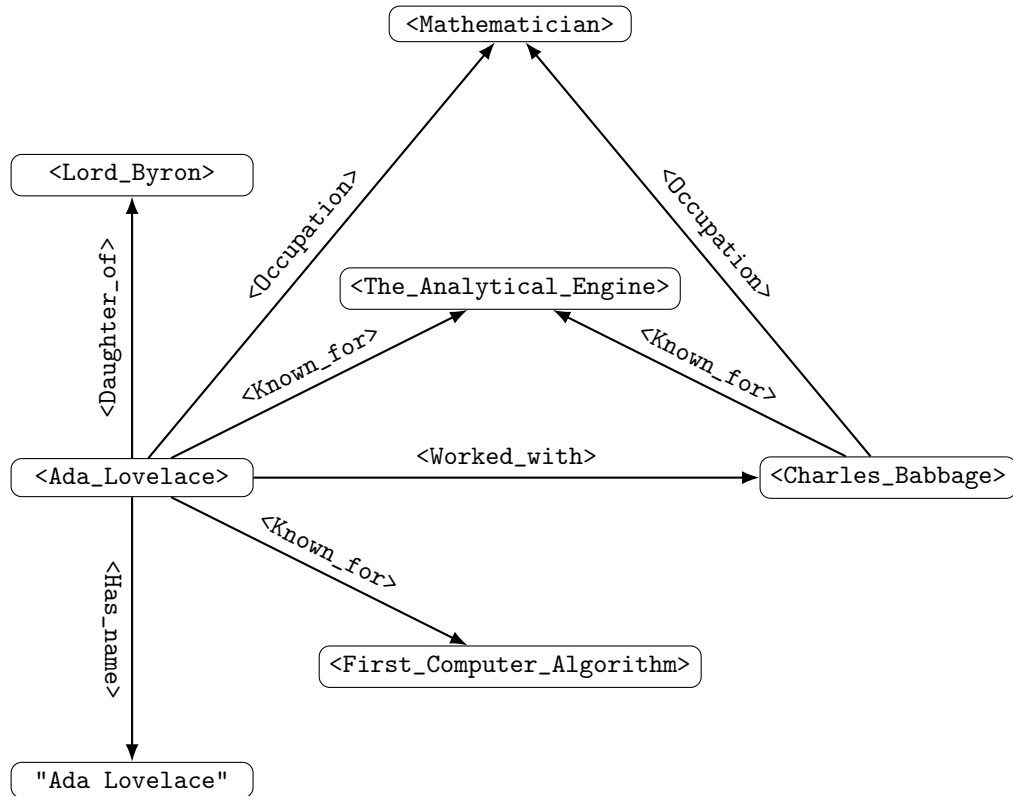 <Mathematician>
<Lord_Byron>
<Occupation>
<Occupation>
<Daughter_of>
<The_Analytical_Engine>
<Known_for>
<Known_for>
<Worked_with>
<Ada_Lovelace>
<Charles_Babbage>
<Known_for>
<Has_name>
<First_Computer_Algorithm>
"Ada Lovelace"